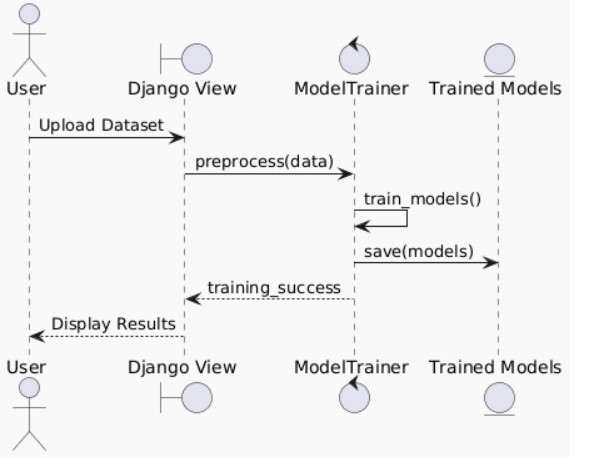 User Django View ModelTrainer Trained Models
Upload Dataset
preprocess(data)
train_models()
save(models)
training_success
Display Results
User Django View ModelTrainer Trained Models